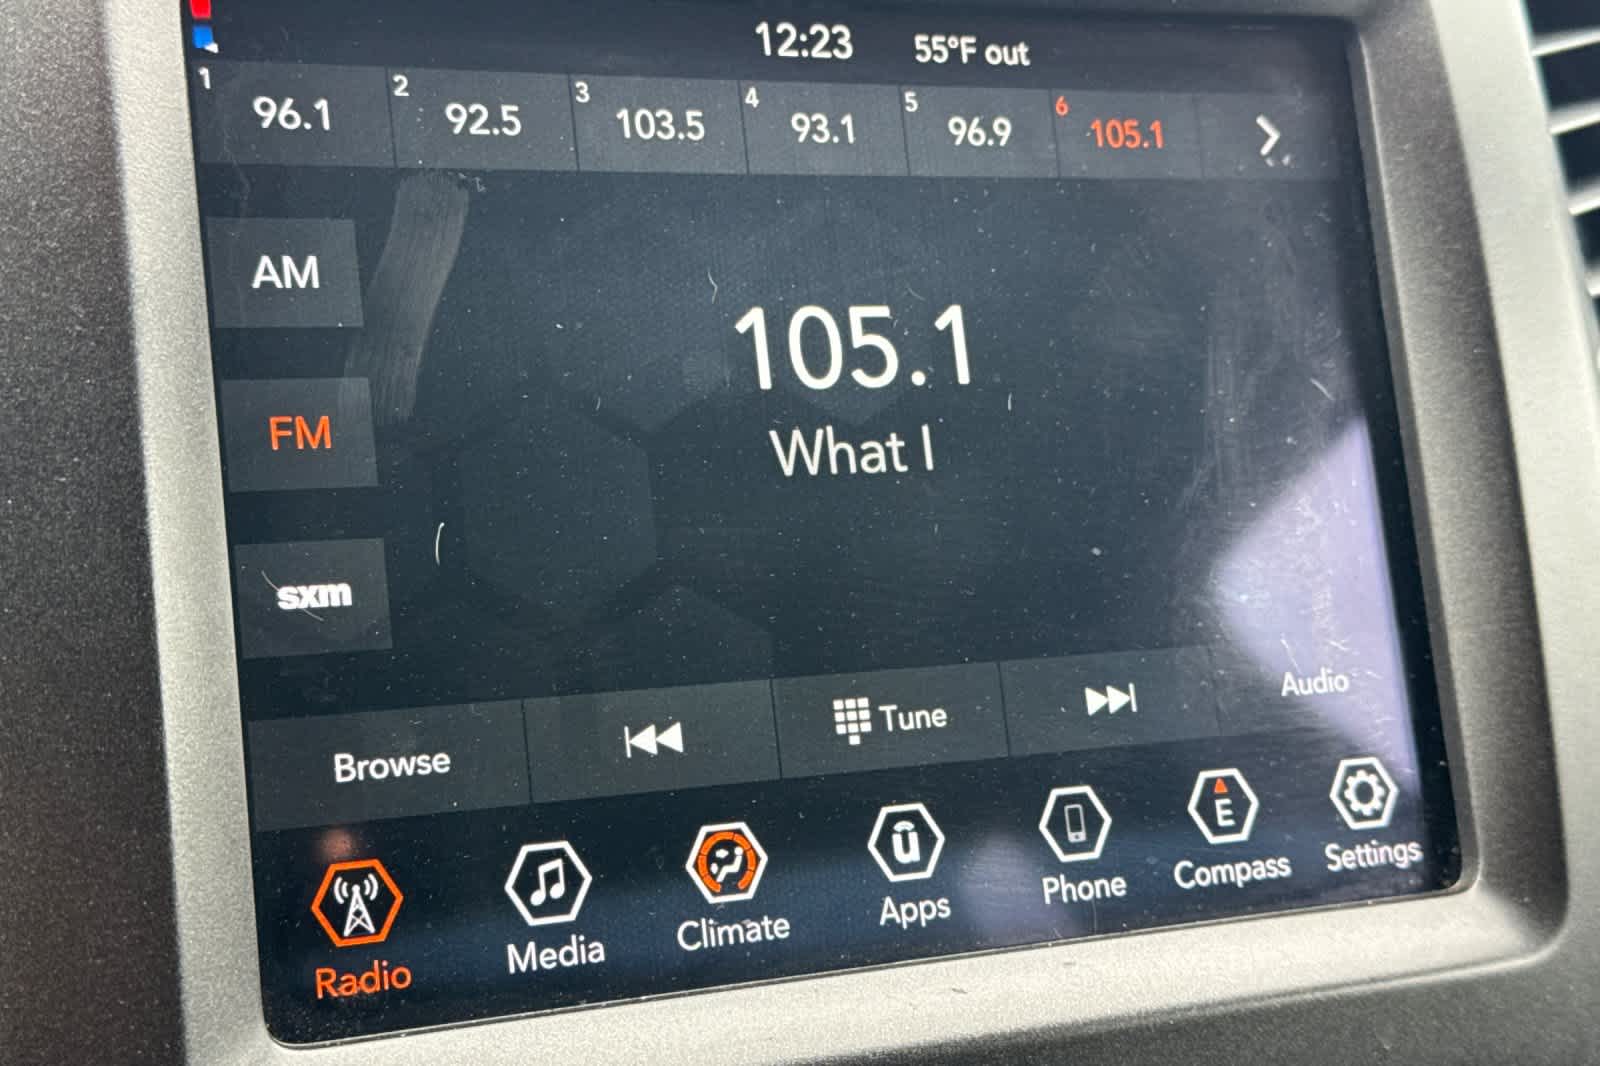 12:23 55°F out
1 96.1 2 92.5 3 103.5 4 93.1 5 96.9 6 105.1
AM
105.1
What I
FM
sxm
Browse Tune Audio
Radio Media Climate ū Apps Phone E Compass Settings